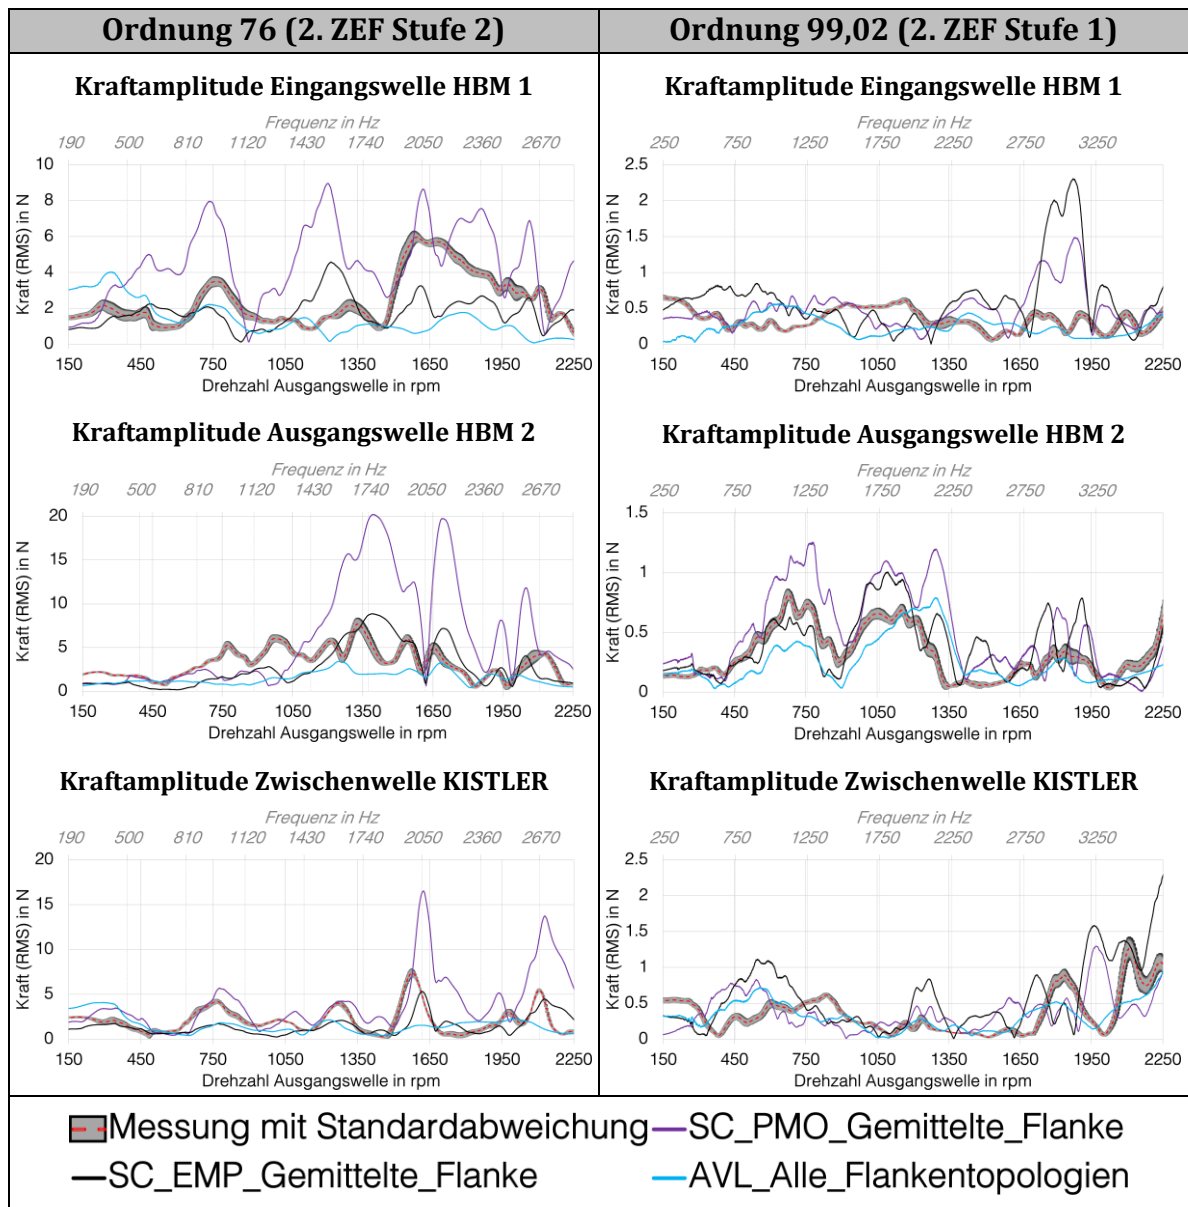 Ordnung 76 (2. ZEF Stufe 2)
Ordnung 99,02 (2. ZEF Stufe 1)
Kraftamplitude Eingangswelle HBM 1
Frequenz in Hz
190 500 810 1120 1430 1740 2050 2360 2670
Kraft (RMS) in N
10
8
6
4
2
0
150 450 750 1050 1350 1650 1950 2250
Drehzahl Ausgangswelle in rpm
Kraftamplitude Eingangswelle HBM 1
Frequenz in Hz
250 750 1250 1750 2250 2750 3250
Kraft (RMS) in N
2.5
2
1.5
1
0.5
0
150 450 750 1050 1350 1650 1950 2250
Drehzahl Ausgangswelle in rpm
Kraftamplitude Ausgangswelle HBM 2
Frequenz in Hz
190 500 810 1120 1430 1740 2050 2360 2670
Kraft (RMS) in N
20
15
10
5
0
150 450 750 1050 1350 1650 1950 2250
Drehzahl Ausgangswelle in rpm
Kraftamplitude Ausgangswelle HBM 2
Frequenz in Hz
250 750 1250 1750 2250 2750 3250
Kraft (RMS) in N
1.5
1
0.5
0
150 450 750 1050 1350 1650 1950 2250
Drehzahl Ausgangswelle in rpm
Kraftamplitude Zwischenwelle KISTLER
Frequenz in Hz
190 500 810 1120 1430 1740 2050 2360 2670
Kraft (RMS) in N
20
15
10
5
0
150 450 750 1050 1350 1650 1950 2250
Drehzahl Ausgangswelle in rpm
Kraftamplitude Zwischenwelle KISTLER
Frequenz in Hz
250 750 1250 1750 2250 2750 3250
Kraft (RMS) in N
2.5
2
1.5
1
0.5
0
150 450 750 1050 1350 1650 1950 2250
Drehzahl Ausgangswelle in rpm
Messung mit Standardabweichung
SC_PMO_Gemittelte_Flanke
SC_EMP_Gemittelte_Flanke
AVL_Alle_Flankentopologien